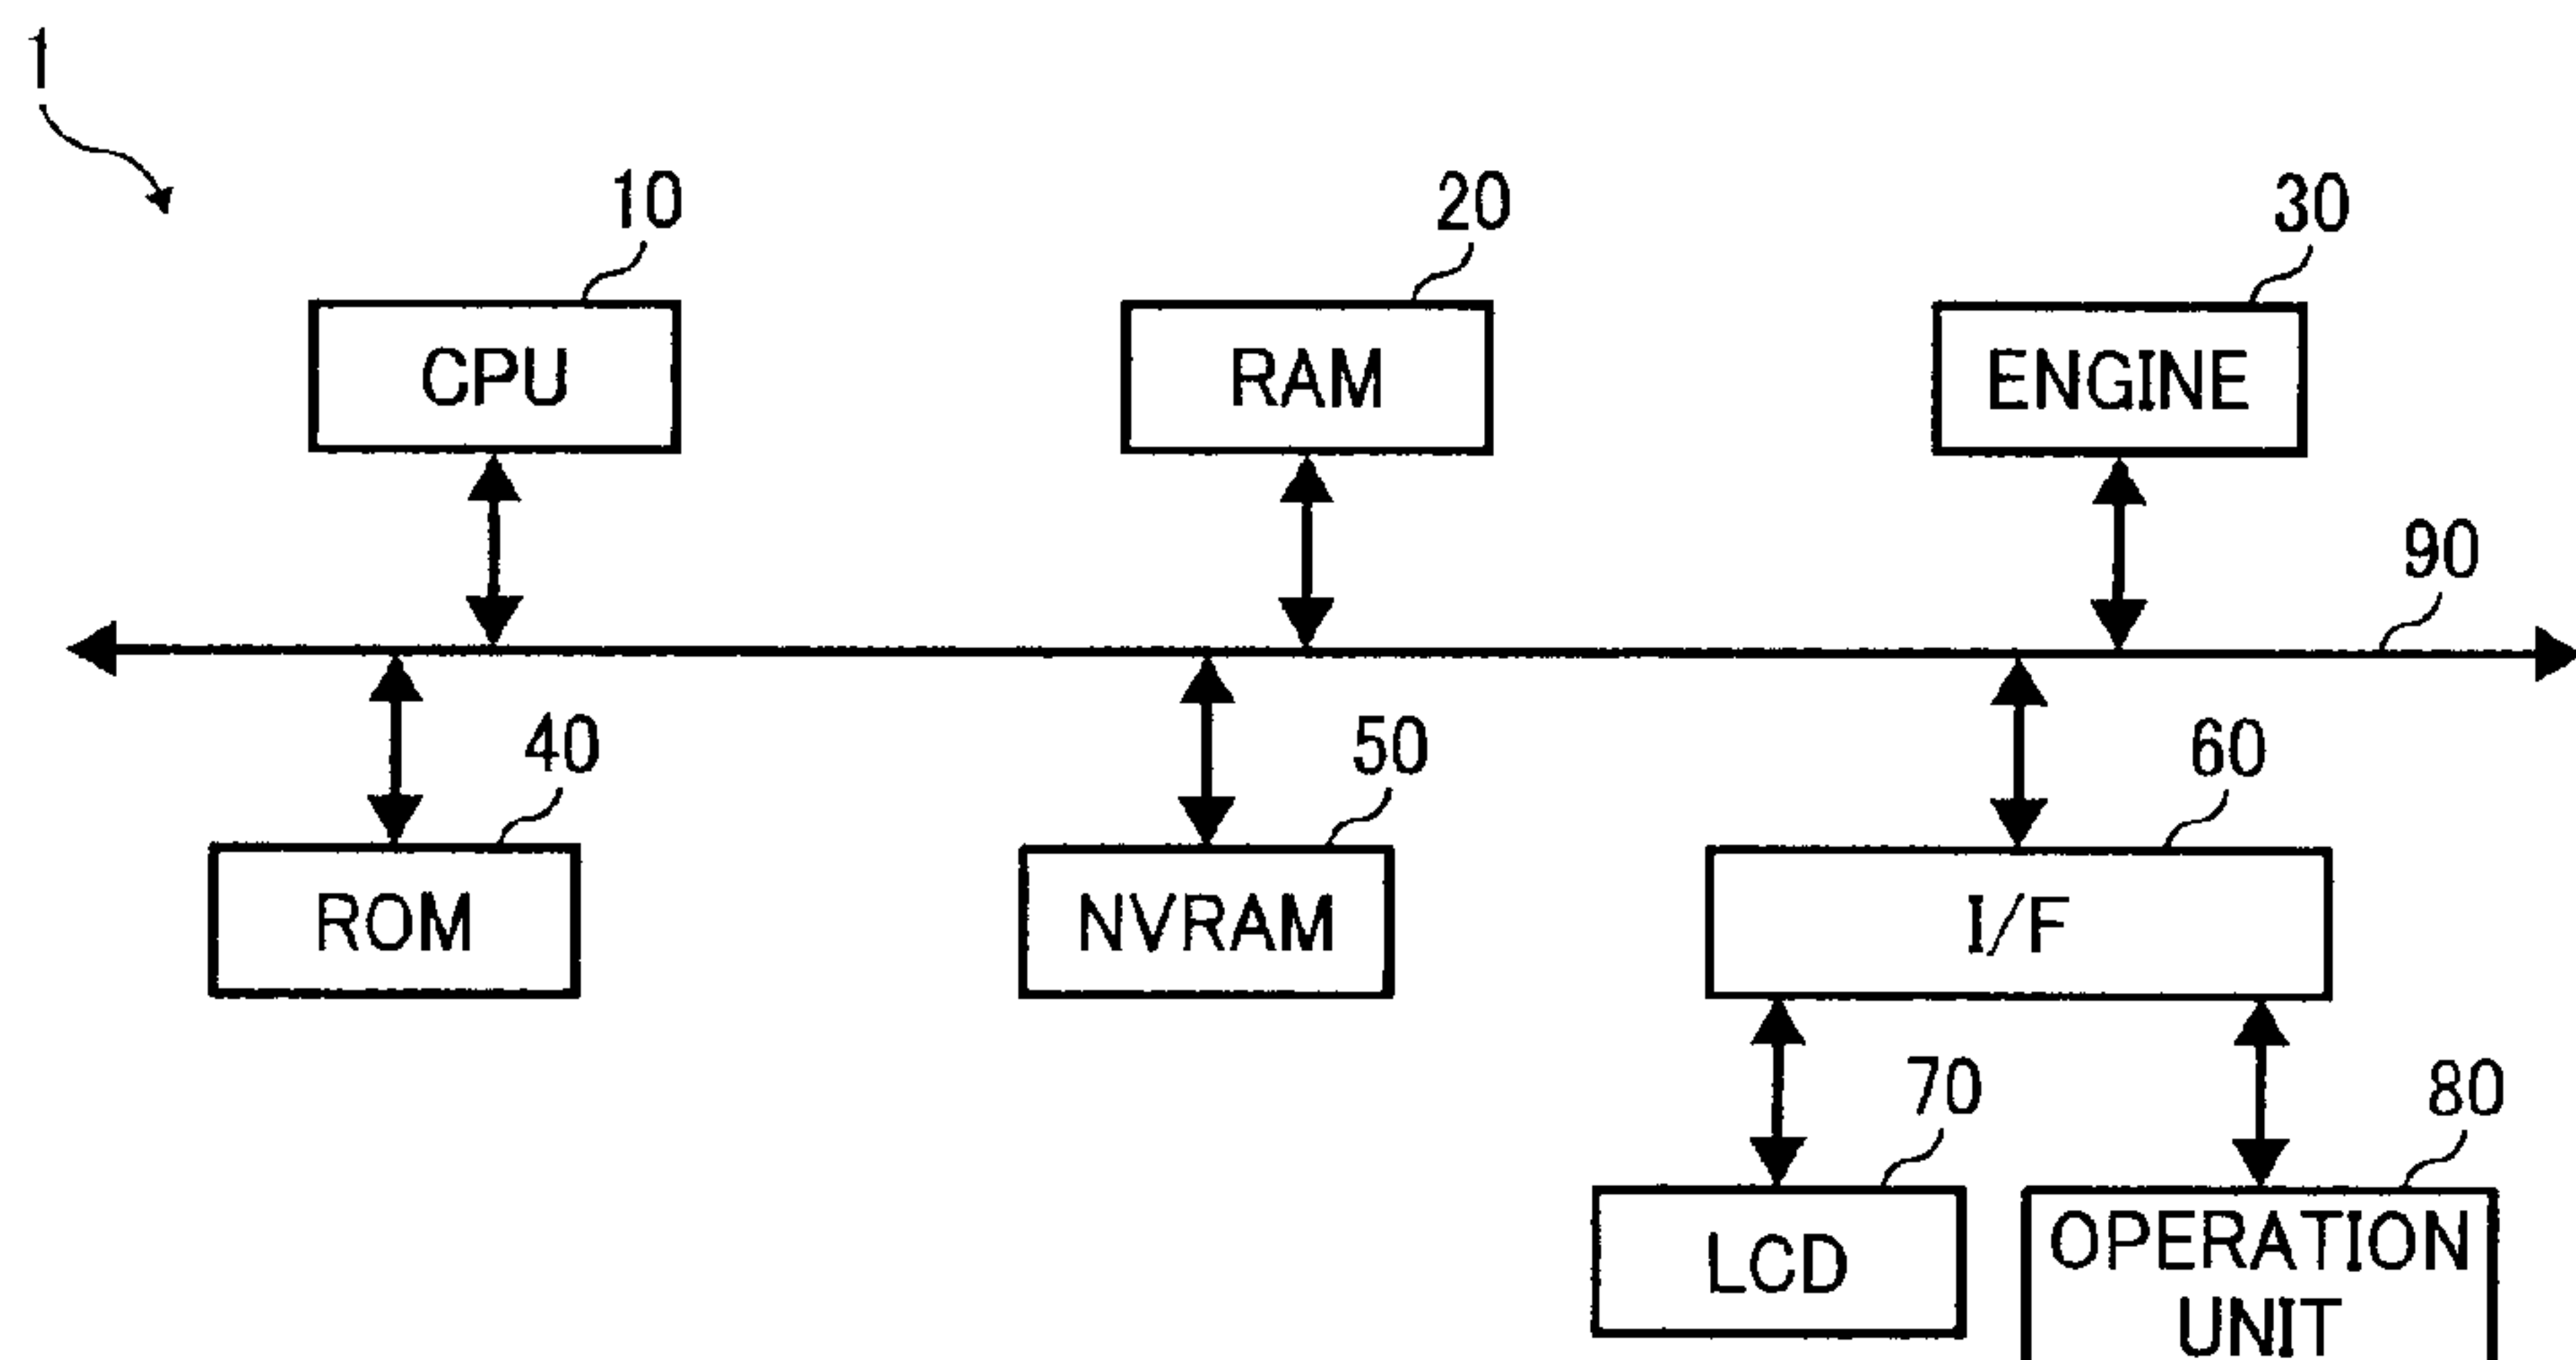 1
10
20
30
CPU
RAM
ENGINE
90
40
50
60
ROM
NVRAM
I/F
70
80
LCD
OPERATION
UNIT